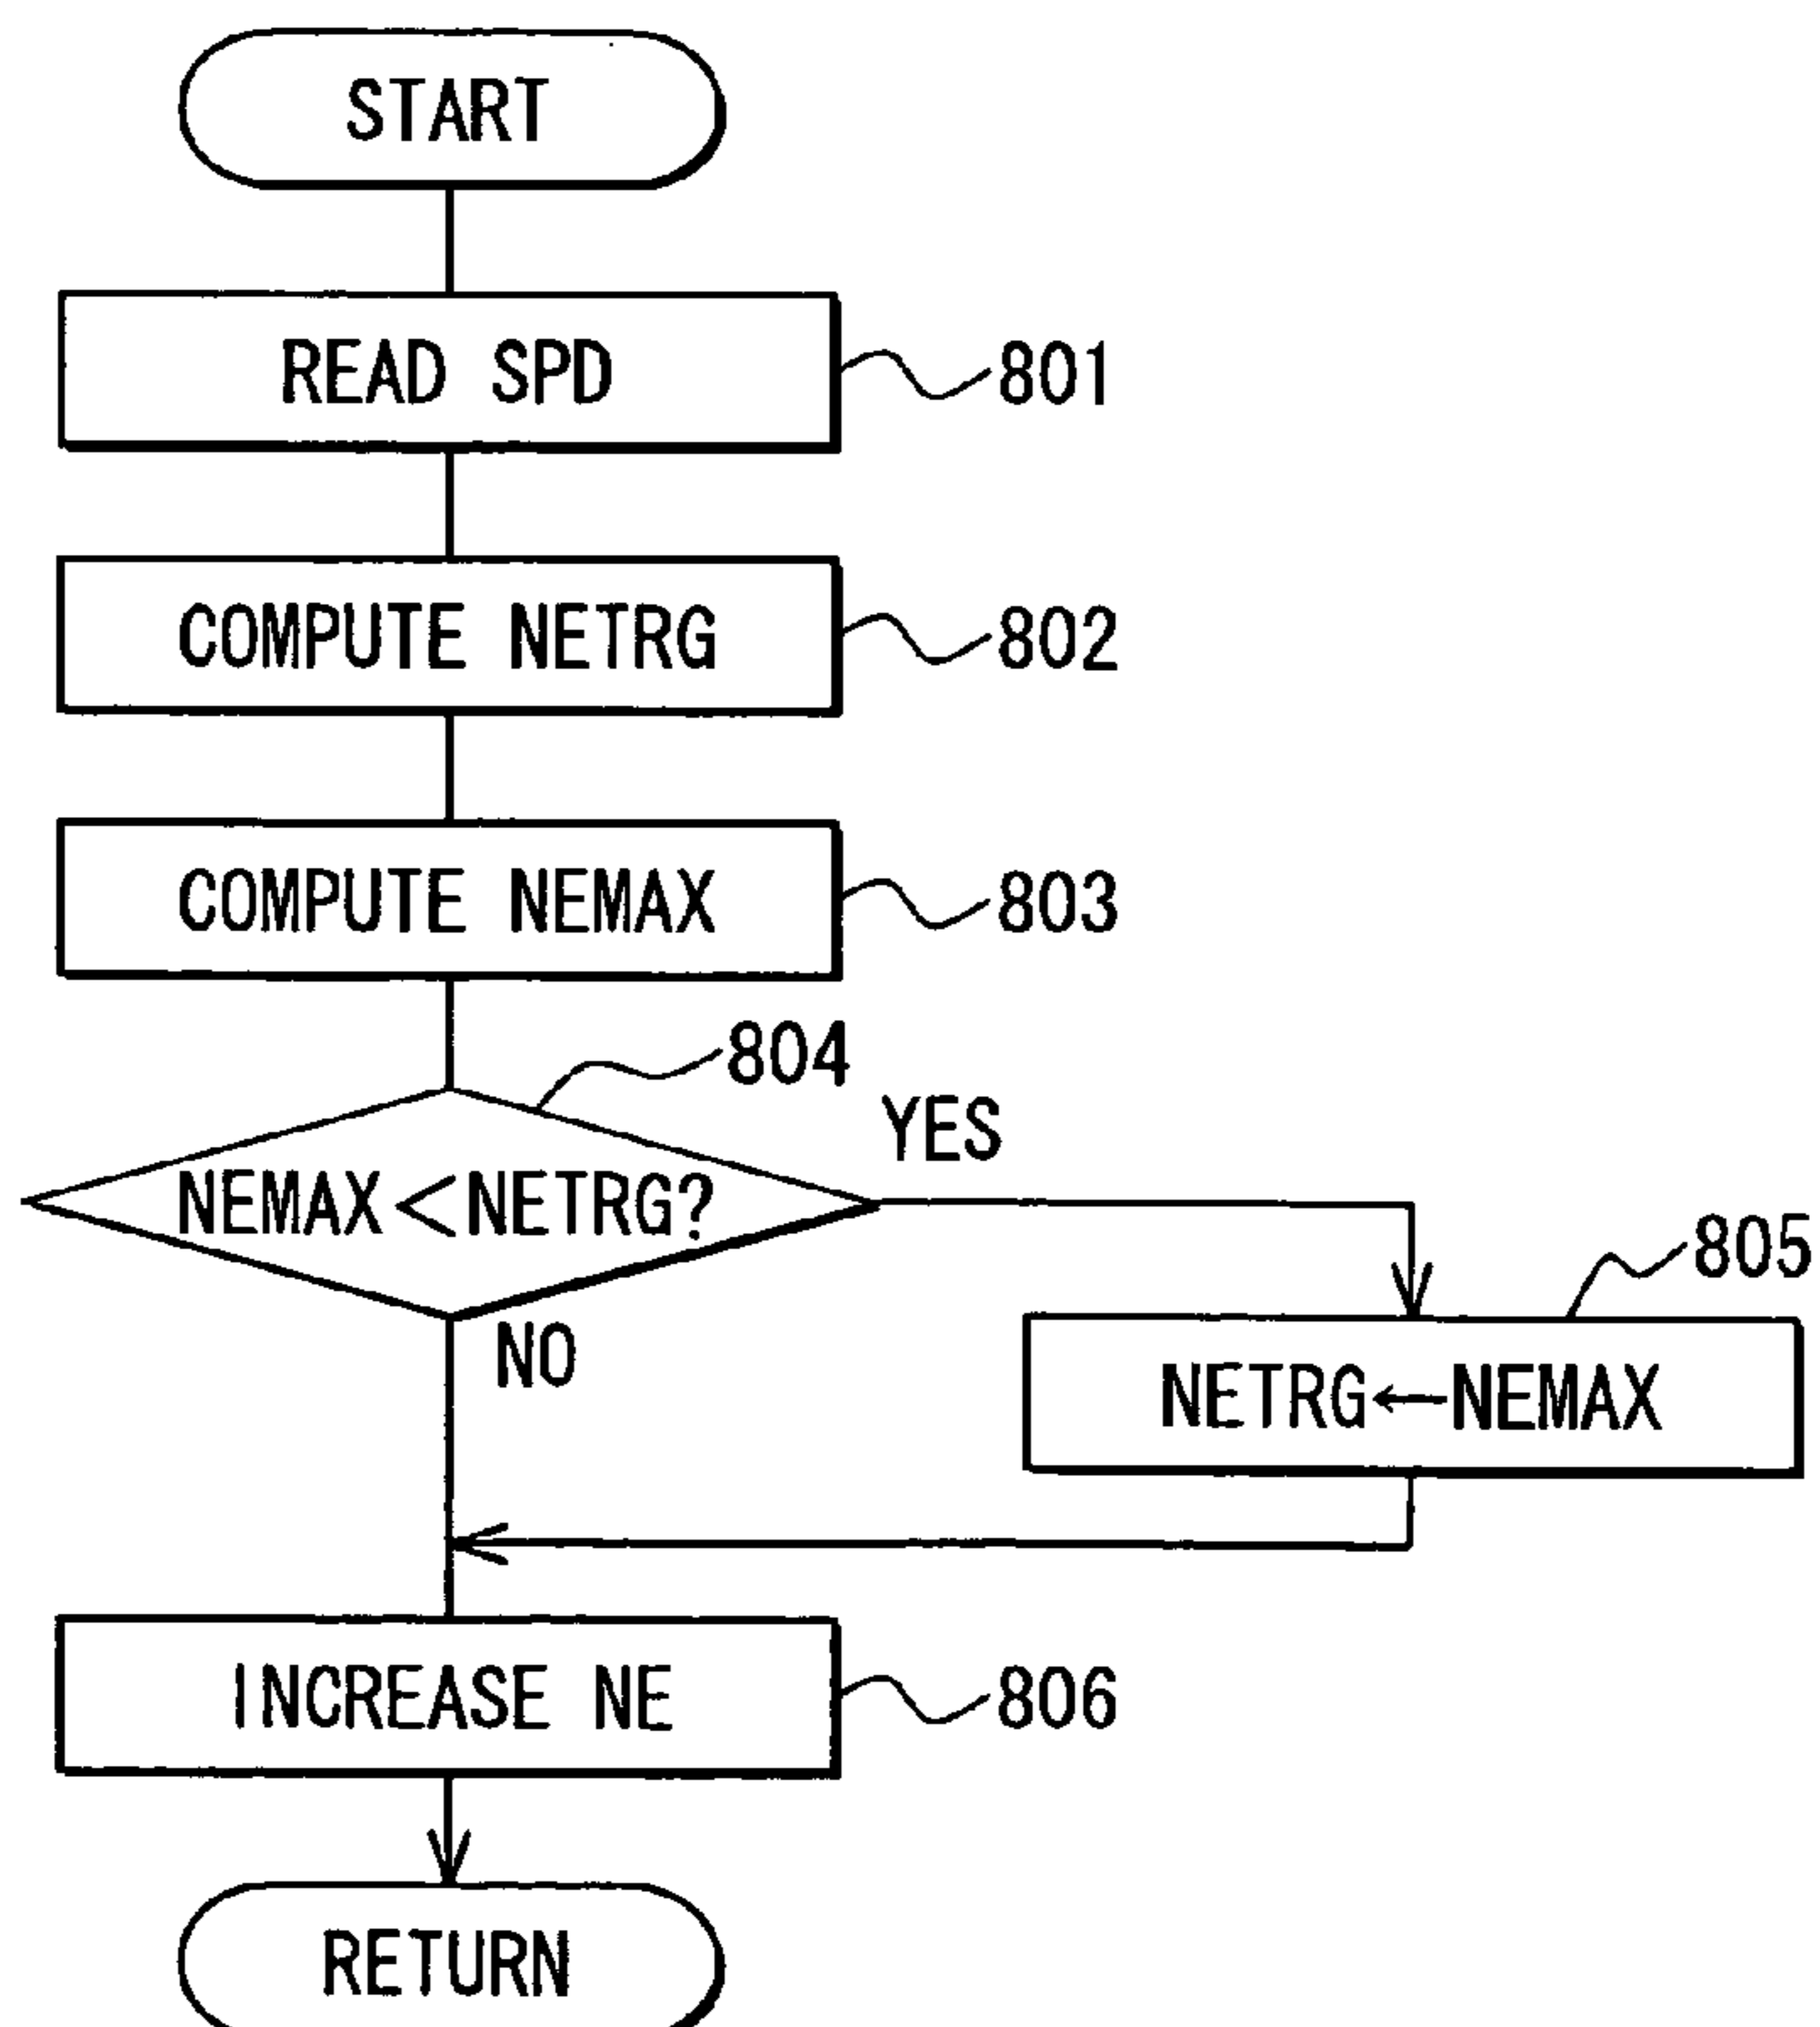 START
READ SPD
801
COMPUTE NETRG
802
COMPUTE NEMAX
803
804
YES
NEMAX<NETRG?
805
NO
NETRG←NEMAX
INCREASE NE
806
RETURN